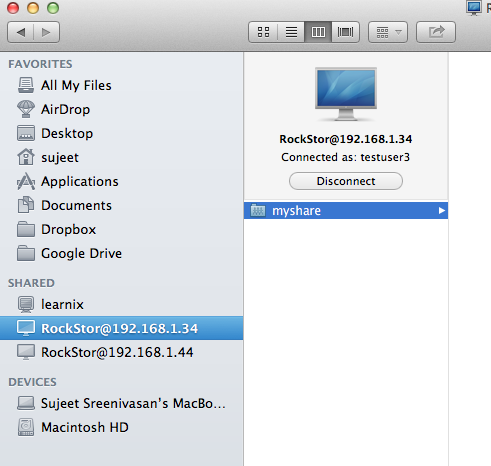 FAVORITES
All My Files
AirDrop
Desktop
sujeet
Applications
Documents
Dropbox
Google Drive
SHARED
learnix
RockStor@192.168.1.34
RockStor@192.168.1.44
DEVICES
Sujeet Sreenivasan's MacBo...
Macintosh HD
RockStor@192.168.1.34
Connected as: testuser3
Disconnect
myshare